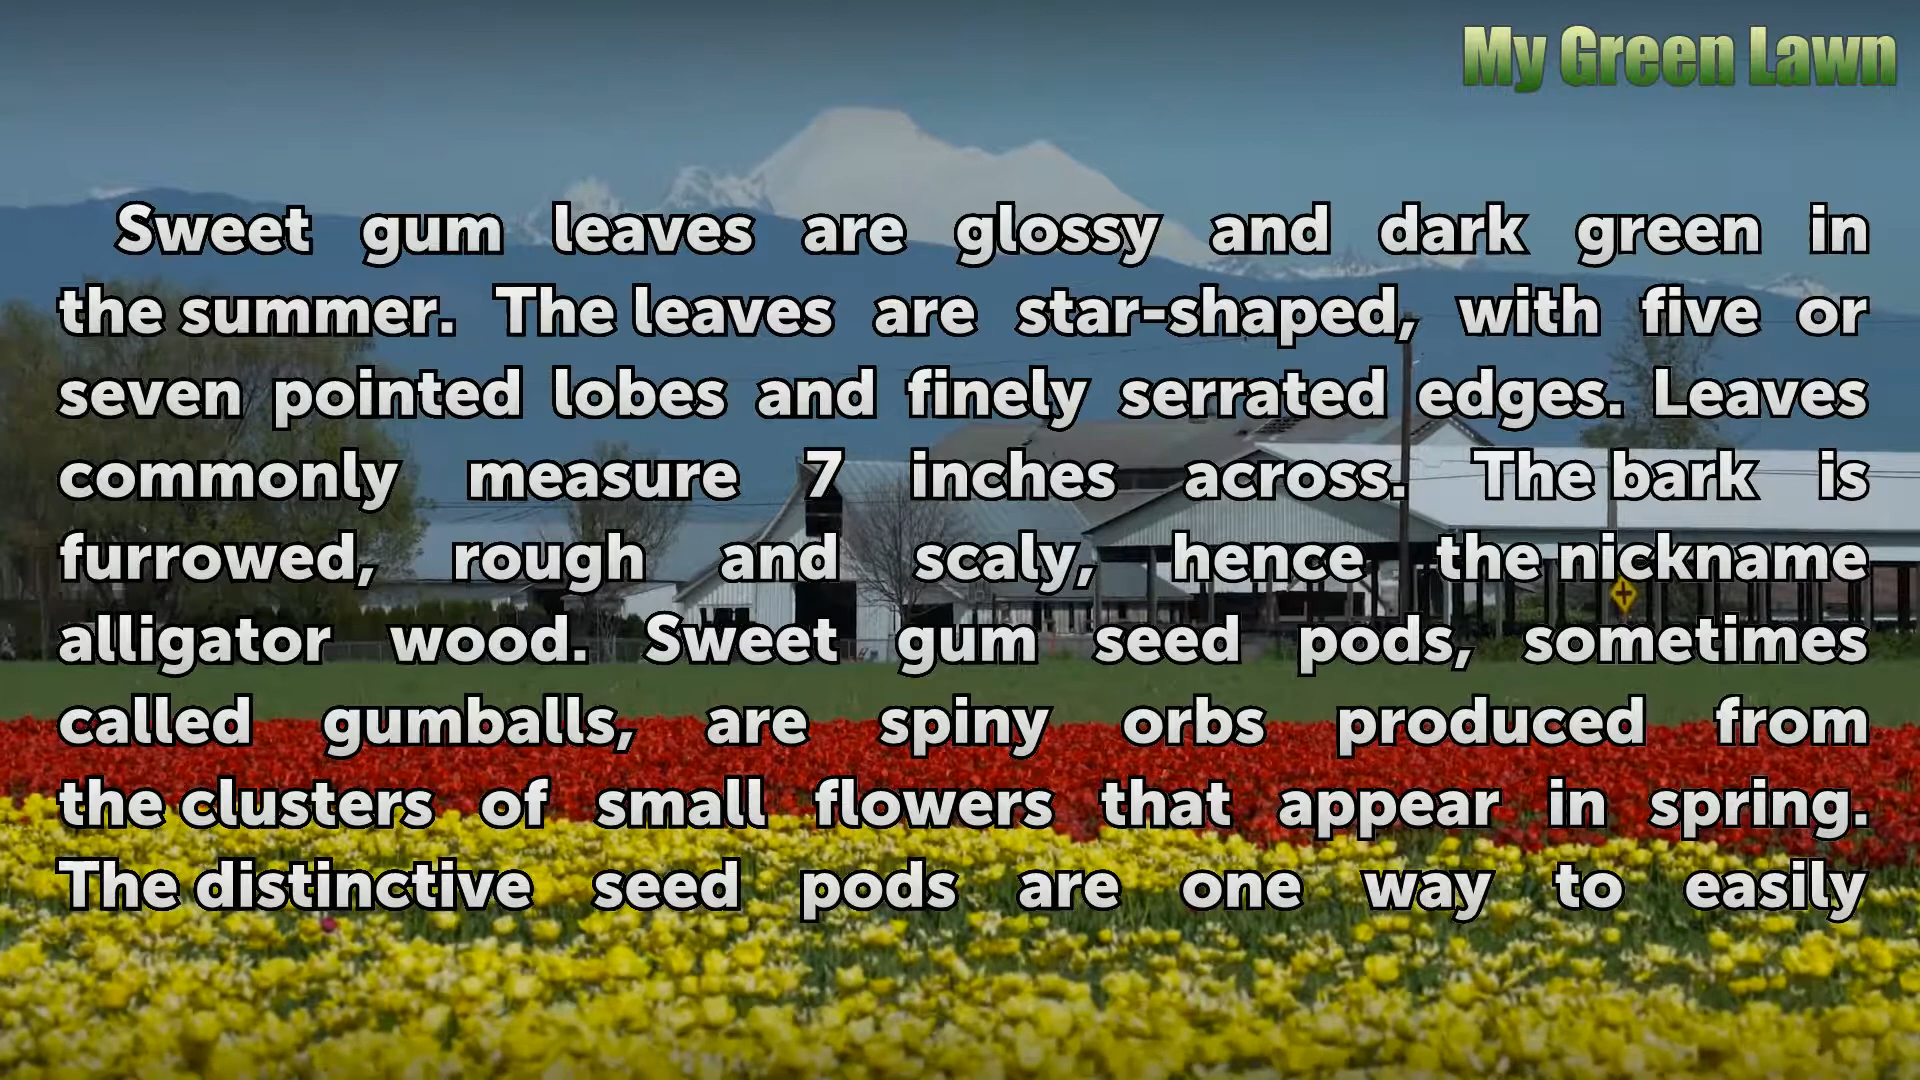 My Green Lawn
Sweet gum leaves are glossy and dark green in
the summer. The leaves are star-shaped, with five or
seven pointed lobes and finely serrated edges. Leaves
commonly measure 7 inches across. The bark is
furrowed, rough and scaly, hence the nickname
alligator wood. Sweet gum seed pods, sometimes
called gumballs, are spiny orbs produced from
the clusters of small flowers that appear in spring.
The distinctive seed pods are one way to easily